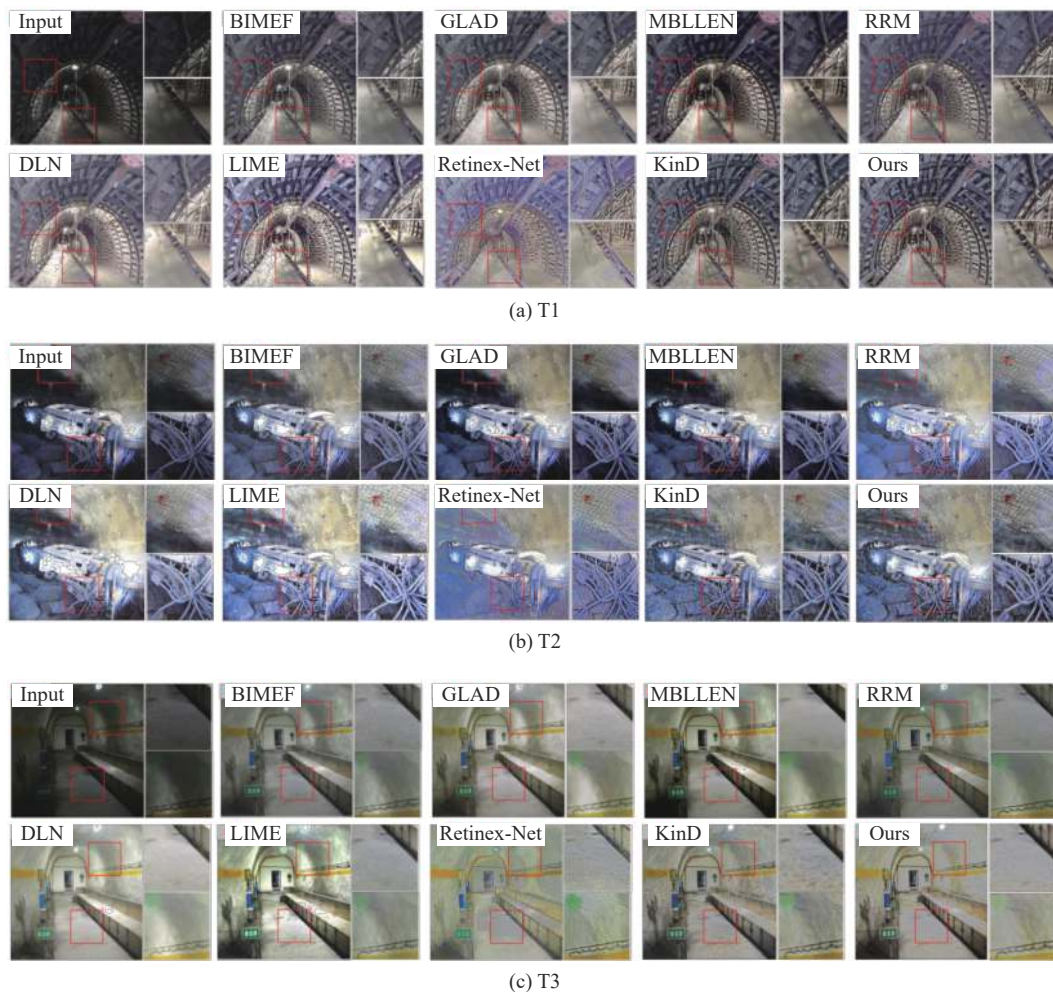 Input BIMEF GLAD MBLLEN RRM
DLN LIME Retinex-Net KinD Ours
(a) T1
Input BIMEF GLAD MBLLEN RRM
DLN LIME Retinex-Net KinD Ours
(b) T2
Input BIMEF GLAD MBLLEN RRM
DLN LIME Retinex-Net KinD Ours
(c) T3